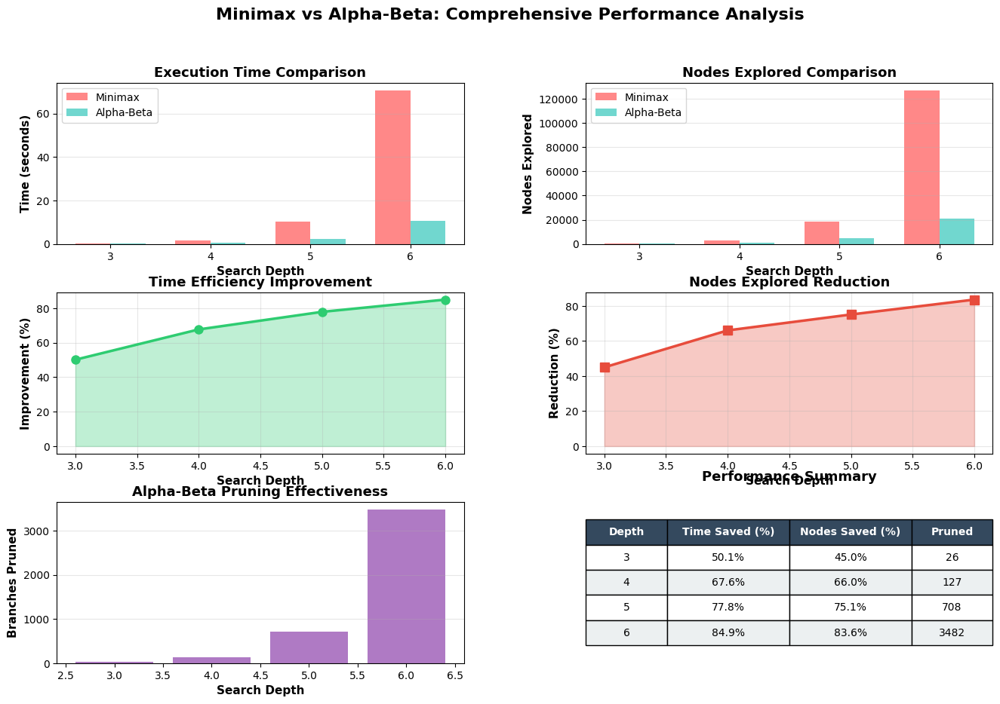 Minimax vs Alpha-Beta: Comprehensive Performance Analysis
Execution Time Comparison
Minimax
Alpha-Beta
Time (seconds)
60
40
20
0
3 4 5 6
Search Depth
Nodes Explored Comparison
Minimax
Alpha-Beta
Nodes Explored
120000
100000
80000
60000
40000
20000
0
3 4 5 6
Search Depth
Time Efficiency Improvement
Improvement (%)
80
60
40
20
0
3.0 3.5 4.0 4.5 5.0 5.5 6.0
Search Depth
Nodes Explored Reduction
Reduction (%)
80
60
40
20
0
3.0 3.5 4.0 4.5 5.0 5.5 6.0
Search Depth
Alpha-Beta Pruning Effectiveness
Branches Pruned
3000
2000
1000
0
2.5 3.0 3.5 4.0 4.5 5.0 5.5 6.0 6.5
Search Depth
Performance Summary
Depth Time Saved (%) Nodes Saved (%) Pruned
3 50.1% 45.0% 26
4 67.6% 66.0% 127
5 77.8% 75.1% 708
6 84.9% 83.6% 3482